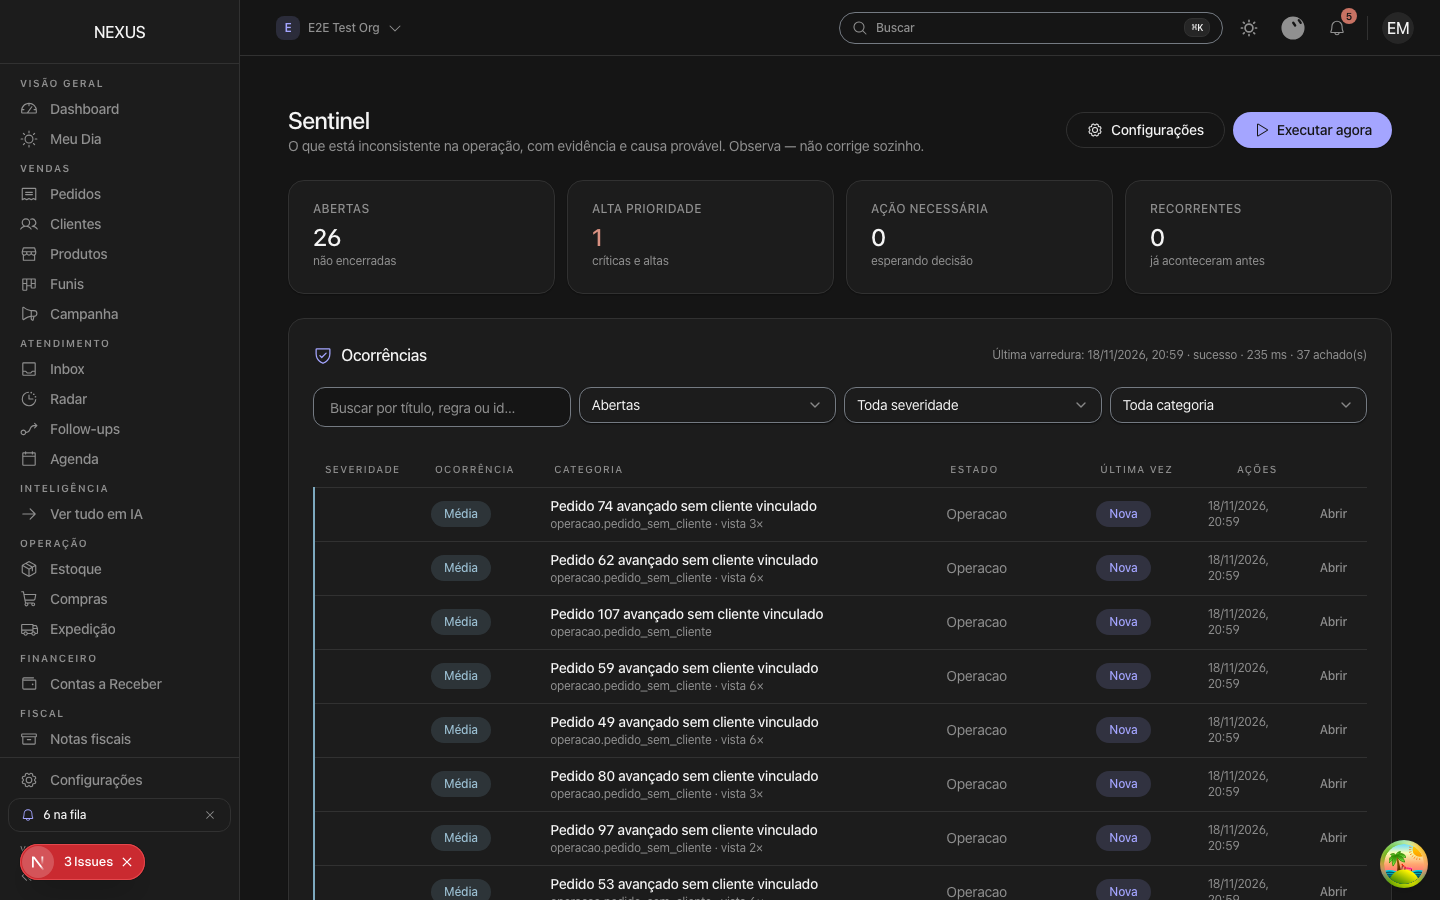 NEXUS
E
E2E Test Org
Buscar
⌘K
5
EM
VISÃO GERAL
Dashboard
Meu Dia
VENDAS
Pedidos
Clientes
Produtos
Funis
Campanha
ATENDIMENTO
Inbox
Radar
Follow-ups
Agenda
INTELIGÊNCIA
Ver tudo em IA
OPERAÇÃO
Estoque
Compras
Expedição
FINANCEIRO
Contas a Receber
FISCAL
Notas fiscais
Configurações
6 na fila
N 3 Issues
Sentinel
O que está inconsistente na operação, com evidência e causa provável. Observa — não corrige sozinho.
Configurações
Executar agora
ABERTAS
26
não encerradas
ALTA PRIORIDADE
1
críticas e altas
AÇÃO NECESSÁRIA
0
esperando decisão
RECORRENTES
0
já aconteceram antes
Ocorrências
Última varredura: 18/11/2026, 20:59 · sucesso · 235 ms · 37 achado(s)
Buscar por título, regra ou id...
Abertas
Toda severidade
Toda categoria
SEVERIDADE OCORRÊNCIA CATEGORIA ESTADO ÚLTIMA VEZ AÇÕES
Média
Pedido 74 avançado sem cliente vinculado
operacao.pedido_sem_cliente · vista 3×
Operacao
Nova
18/11/2026,
20:59
Abrir
Média
Pedido 62 avançado sem cliente vinculado
operacao.pedido_sem_cliente · vista 6×
Operacao
Nova
18/11/2026,
20:59
Abrir
Média
Pedido 107 avançado sem cliente vinculado
operacao.pedido_sem_cliente
Operacao
Nova
18/11/2026,
20:59
Abrir
Média
Pedido 59 avançado sem cliente vinculado
operacao.pedido_sem_cliente · vista 6×
Operacao
Nova
18/11/2026,
20:59
Abrir
Média
Pedido 49 avançado sem cliente vinculado
operacao.pedido_sem_cliente · vista 6×
Operacao
Nova
18/11/2026,
20:59
Abrir
Média
Pedido 80 avançado sem cliente vinculado
operacao.pedido_sem_cliente · vista 3×
Operacao
Nova
18/11/2026,
20:59
Abrir
Média
Pedido 97 avançado sem cliente vinculado
operacao.pedido_sem_cliente · vista 2×
Operacao
Nova
18/11/2026,
20:59
Abrir
Média
Pedido 53 avançado sem cliente vinculado
Operacao
Nova
18/11/2026,
20:59
Abrir